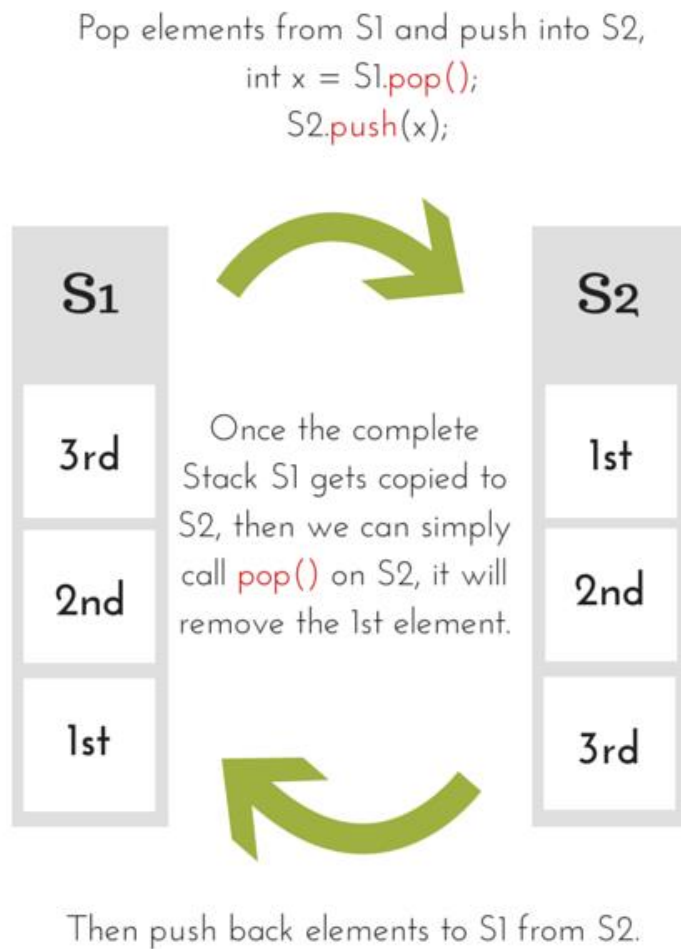 Pop elements from S1 and push into S2,
int x = S1.pop();
S2.push(x);
S1
3rd
2nd
1st
Once the complete
Stack S1 gets copied to
S2, then we can simply
call pop() on S2, it will
remove the 1st element.
S2
1st
2nd
3rd
Then push back elements to S1 from S2.